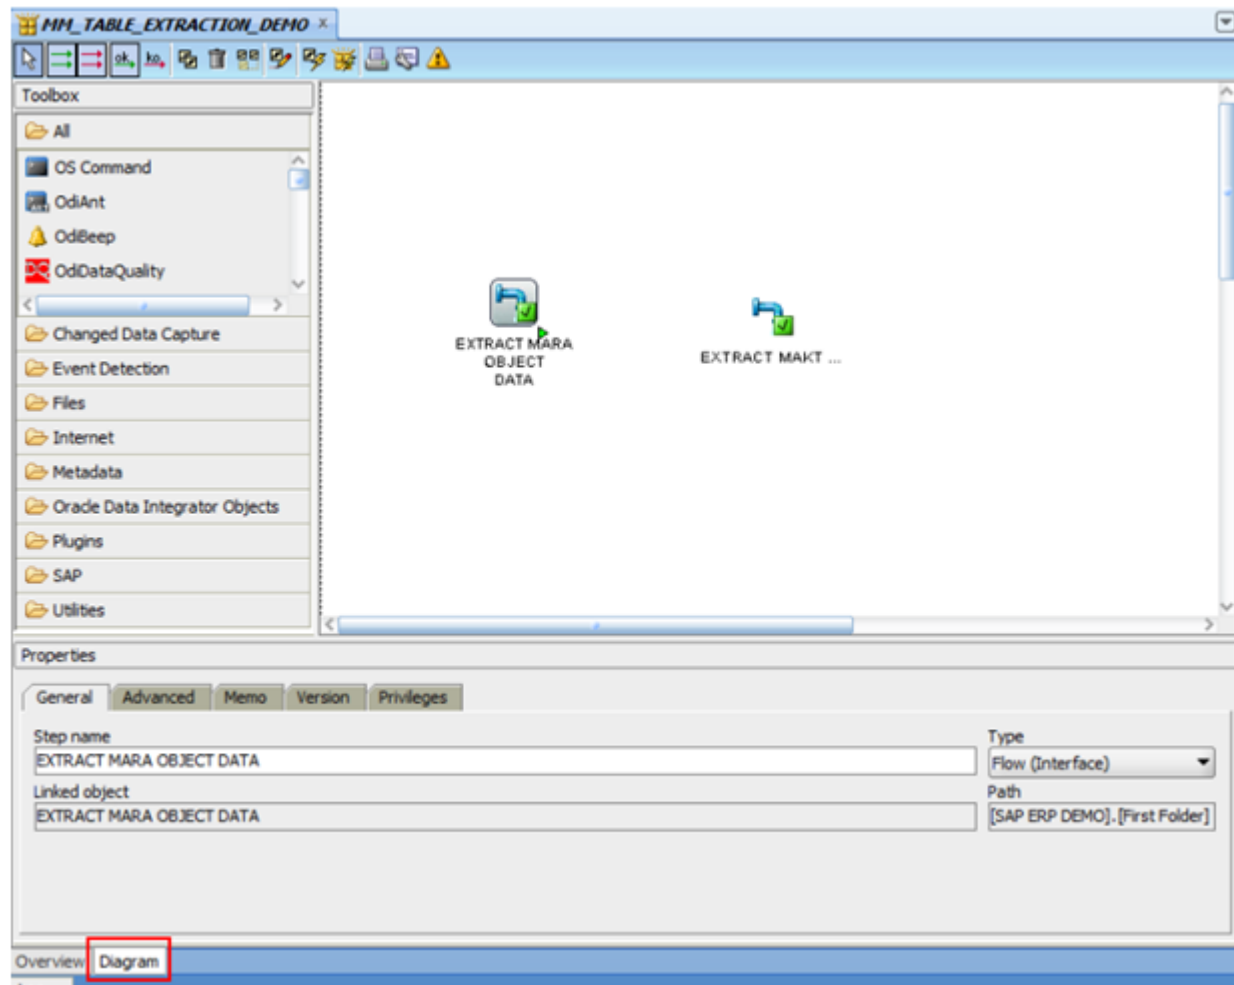 MM_TABLE_EXTRACTION_DEMO
ok
ko
Toolbox
All
OS Command
OdiAnt
OdiBeep
OdiDataQuality
Changed Data Capture
Event Detection
Files
Internet
Metadata
Oracle Data Integrator Objects
Plugins
SAP
Utilities
EXTRACT MARA
OBJECT
DATA
EXTRACT MAKT ...
Properties
General Advanced Memo Version Privileges
Step name Type
EXTRACT MARA OBJECT DATA Flow (Interface)
Linked object Path
EXTRACT MARA OBJECT DATA [SAP ERP DEMO].[First Folder]
Overview Diagram